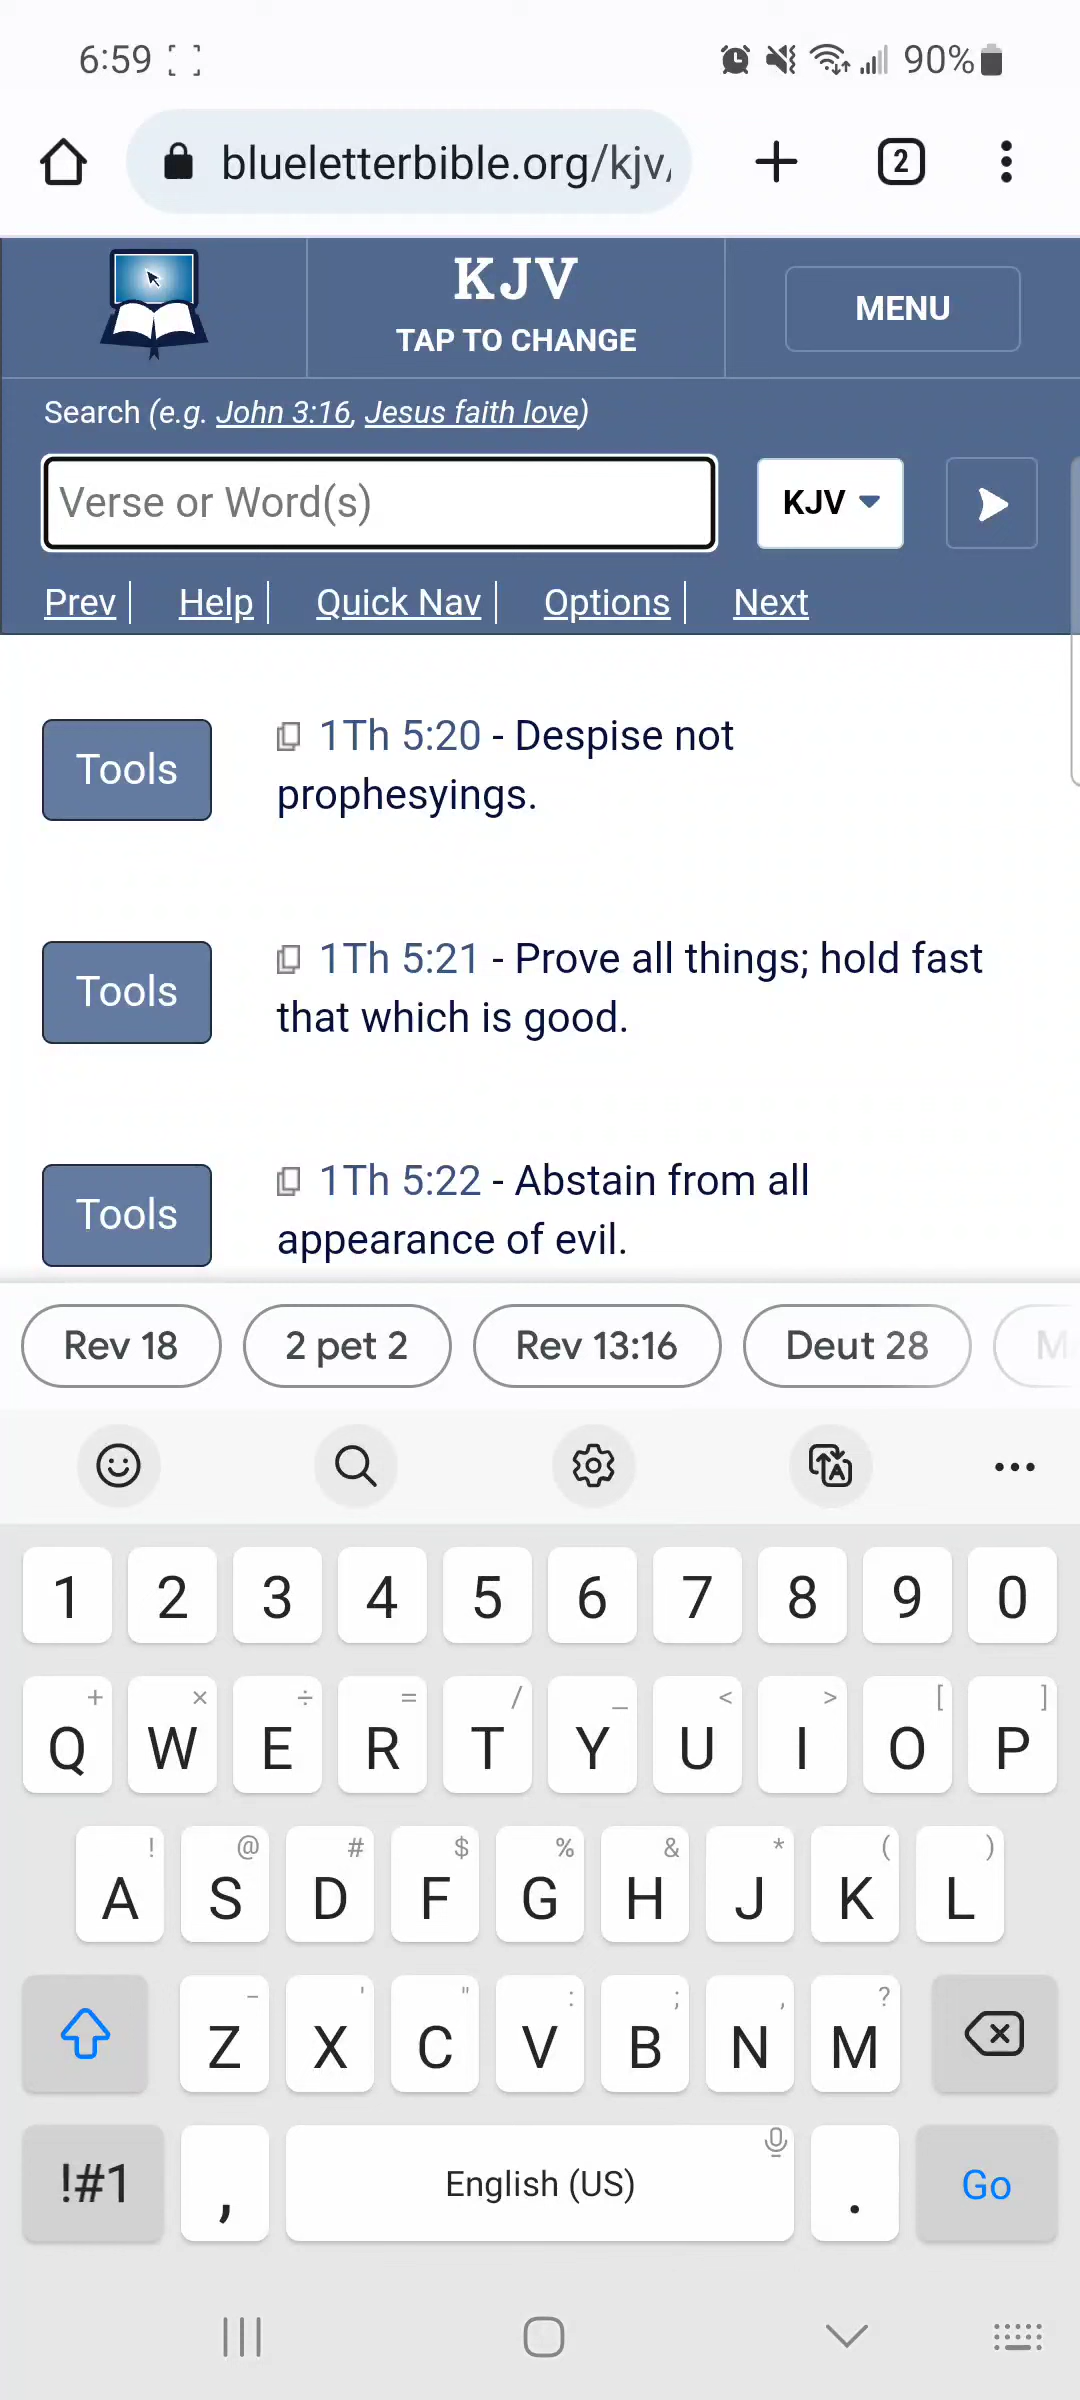 6:59 90%
blueletterbible.org/kjv/ 2
KJV
TAP TO CHANGE
MENU
Search (e.g. John 3:16, Jesus faith love)
Verse or Word(s) KJV
Prev | Help | Quick Nav | Options | Next
Tools 1Th 5:20 - Despise not
prophesyings.
Tools 1Th 5:21 - Prove all things; hold fast
that which is good.
Tools 1Th 5:22 - Abstain from all
appearance of evil.
Rev 18 2 pet 2 Rev 13:16 Deut 28
1 2 3 4 5 6 7 8 9 0
+ × ÷ = / _ < > [ ]
Q W E R T Y U I O P
! @ # $ % & * ( )
A S D F G H J K L
- ' " : ; , ?
Z X C V B N M
!#1 , English (US) . Go